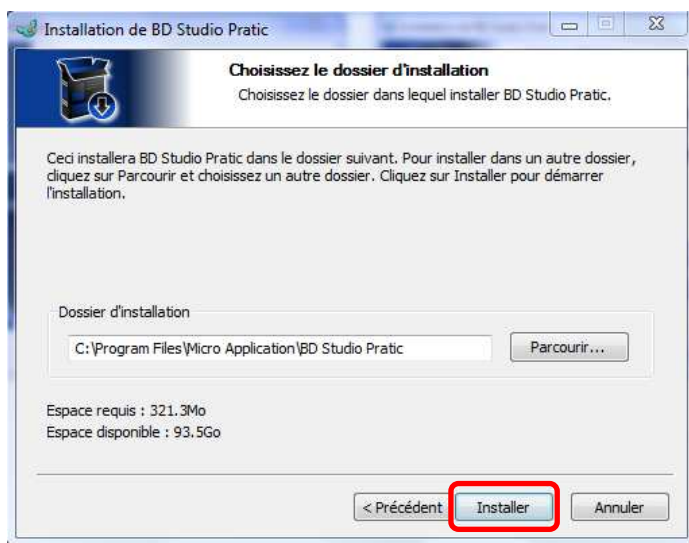 Installation de BD Studio Pratic
Choisissez le dossier d'installation
Choisissez le dossier dans lequel installer BD Studio Pratic.
Ceci installera BD Studio Pratic dans le dossier suivant. Pour installer dans un autre dossier,
cliquez sur Parcourir et choisissez un autre dossier. Cliquez sur Installer pour démarrer
l'installation.
Dossier d'installation
C:\Program Files\Micro Application\BD Studio Pratic
Parcourir...
Espace requis : 321.3Mo
Espace disponible : 93.5Go
< Précédent Installer Annuler